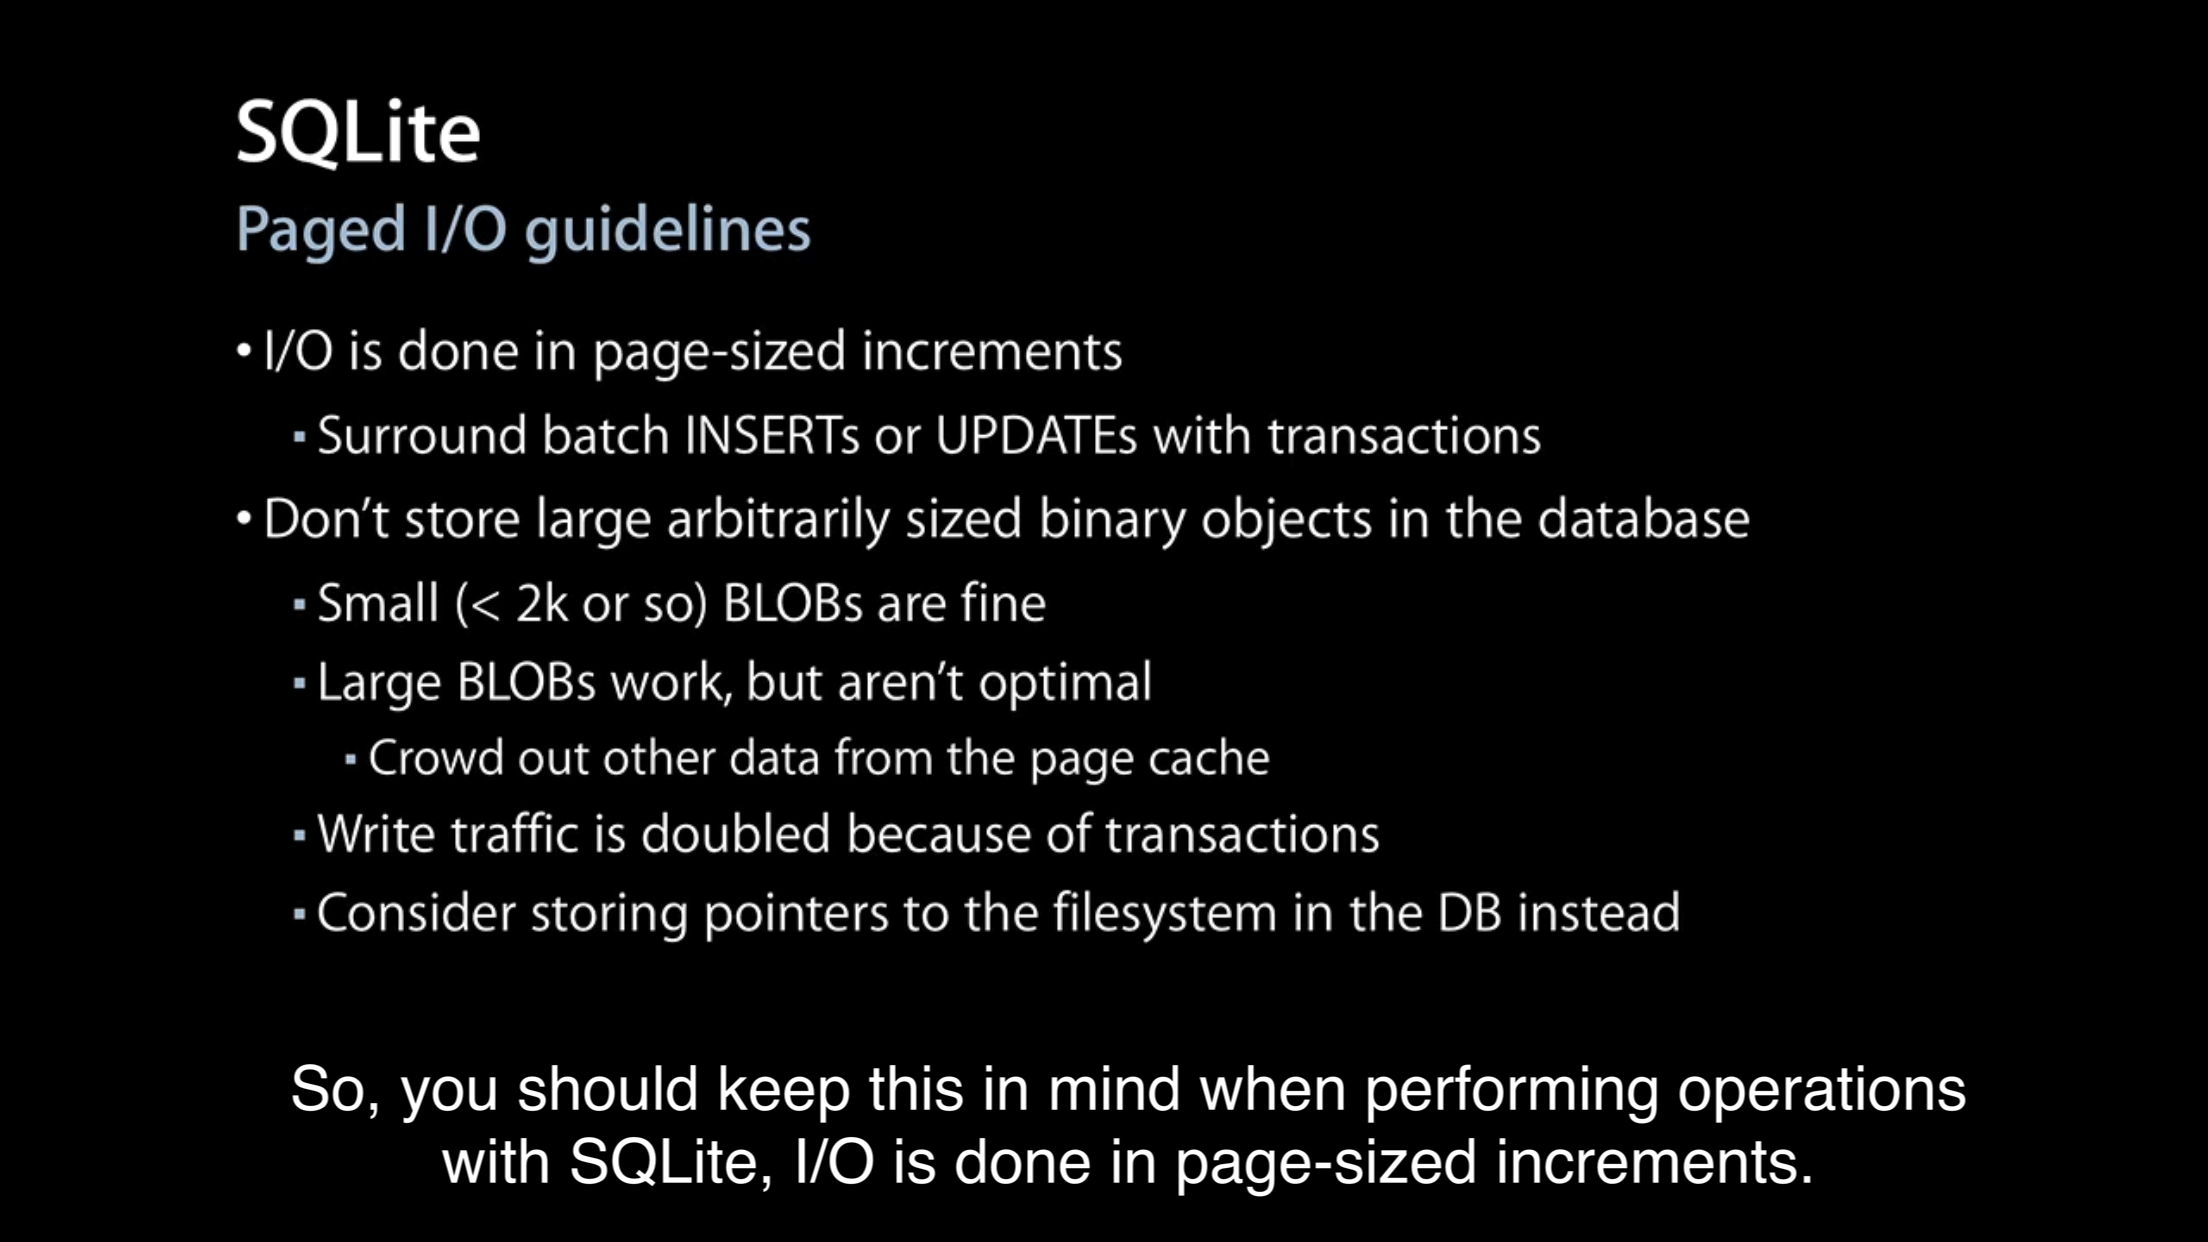 SQLite
Paged I/O guidelines
• I/O is done in page-sized increments
▪ Surround batch INSERTs or UPDATEs with transactions
• Don’t store large arbitrarily sized binary objects in the database
▪ Small (< 2k or so) BLOBs are fine
▪ Large BLOBs work, but aren’t optimal
▪ Crowd out other data from the page cache
▪ Write traffic is doubled because of transactions
▪ Consider storing pointers to the filesystem in the DB instead
So, you should keep this in mind when performing operations
with SQLite, I/O is done in page-sized increments.